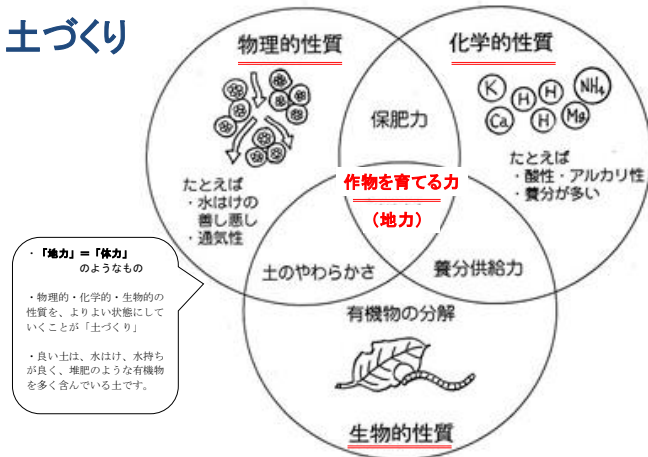 土づくり
物理的性質
化学的性質
K
H
H
NH₄
Ca
H
Mg
保肥力
たとえば
・水はけの
善し悪し
・通気性
たとえば
・酸性・アルカリ性
・養分が多い
作物を育てる力
（地力）
土のやわらかさ
養分供給力
有機物の分解
生物的性質
・「地力」＝「体力」
のようなもの
・物理的・化学的・生物的の
性質を、よりよい状態にして
いくことが「土づくり」
・良い土は、水はけ、水持ち
が良く、堆肥のような有機物
を多く含んでいる土です。